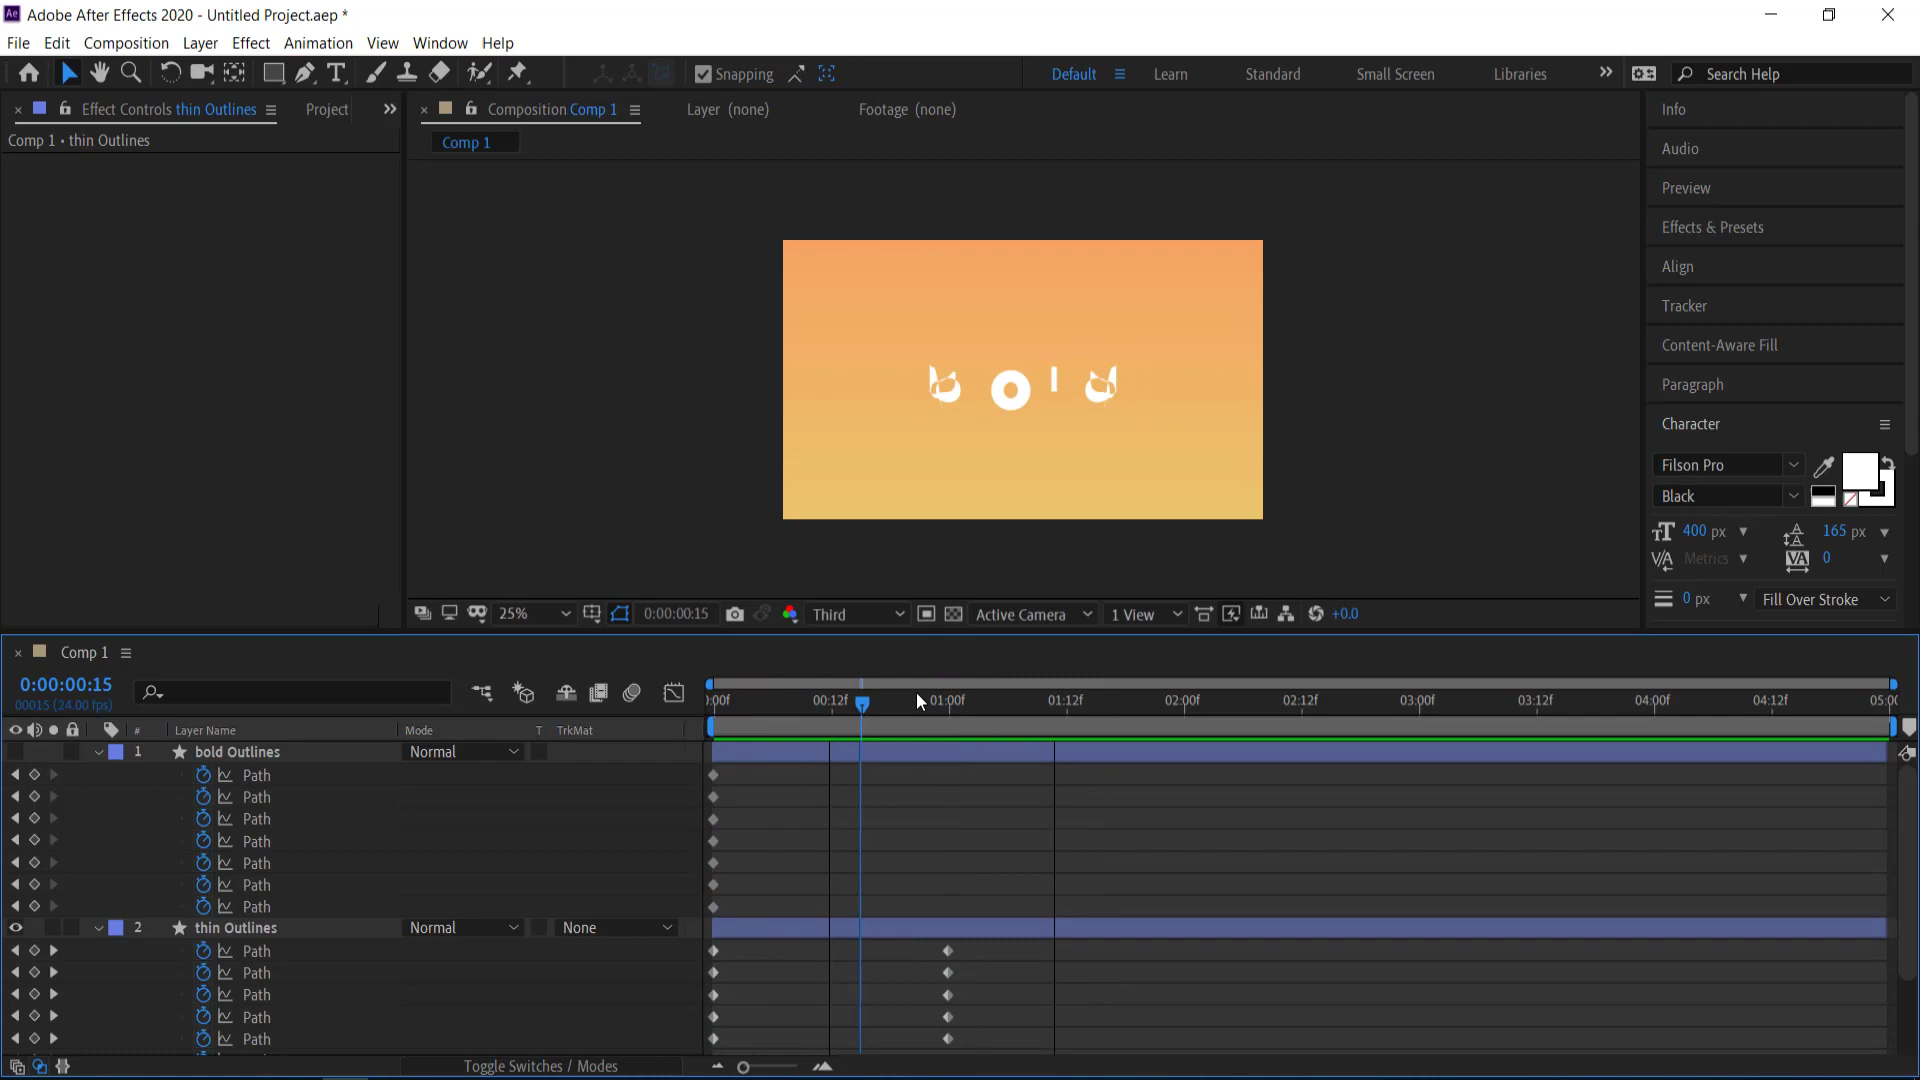 Adobe After Effects 2020 - Untitled Project.aep *
File Edit Composition Layer Effect Animation View Window Help
Snapping Default Learn Standard Small Screen Libraries Search Help
Effect Controls thin Outlines Project Composition Comp 1 Layer (none) Footage (none)
Comp 1 • thin Outlines
Comp 1
Info
Audio
Preview
Effects & Presets
Align
Tracker
Content-Aware Fill
Paragraph
Character
Filson Pro
Black
400 px 165 px
Metrics 0
0 px Fill Over Stroke
25% 0:00:00:15 Third Active Camera 1 View +0.0
Comp 1
0:00:00:15
00015 (24.00 fps)
:00f 00:12f 01:00f 01:12f 02:00f 02:12f 03:00f 03:12f 04:00f 04:12f 05:0
# Layer Name Mode T TrkMat
1 bold Outlines Normal
Path
Path
Path
Path
Path
Path
Path
2 thin Outlines Normal None
Path
Path
Path
Path
Path
Toggle Switches / Modes